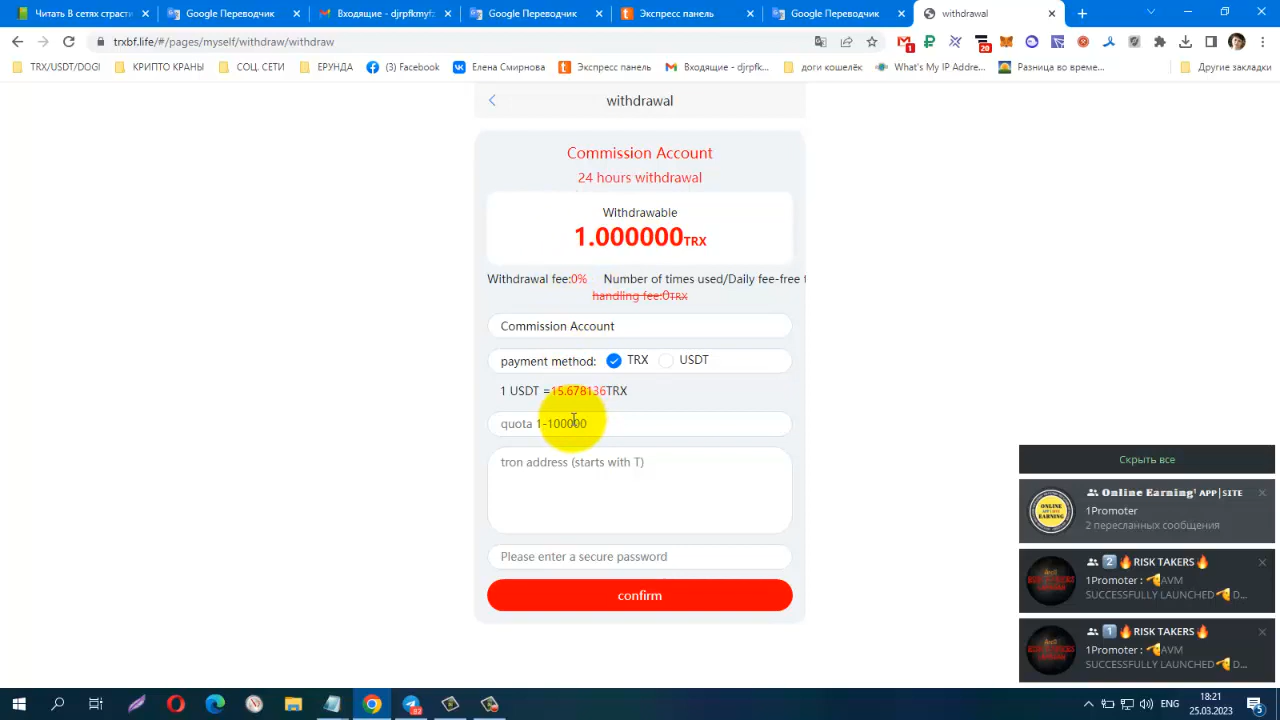 Читать В сетях страсти
Google Переводчик
Входящие - djrpfkmyfz
Google Переводчик
Экспресс панель
Google Переводчик
withdrawal
trxbf.life/#/pages/myself/withdraw/withdraw
1
20
TRX/USDT/DOGI
КРИПТО КРАНЫ
СОЦ. СЕТИ
ЕРУНДА
(3) Facebook
Елена Смирнова
Экспресс панель
Входящие - djrpfk...
доги кошелёк
What's My IP Addre...
Разница во време...
Другие закладки
withdrawal
Commission Account
24 hours withdrawal
Withdrawable
1.000000TRX
Withdrawal fee:0% Number of times used/Daily fee-free t
handling fee:0TRX
Commission Account
payment method: TRX USDT
1 USDT =15.678136TRX
quota 1-100000
tron address (starts with T)
Please enter a secure password
confirm
Скрыть все
Online Earning¹ APP|SITE
1Promoter
2 пересланных сообщения
2 RISK TAKERS
1Promoter : AVM
SUCCESSFULLY LAUNCHED D...
1 RISK TAKERS
1Promoter : AVM
SUCCESSFULLY LAUNCHED D...
ENG
18:21
25.03.2023
5